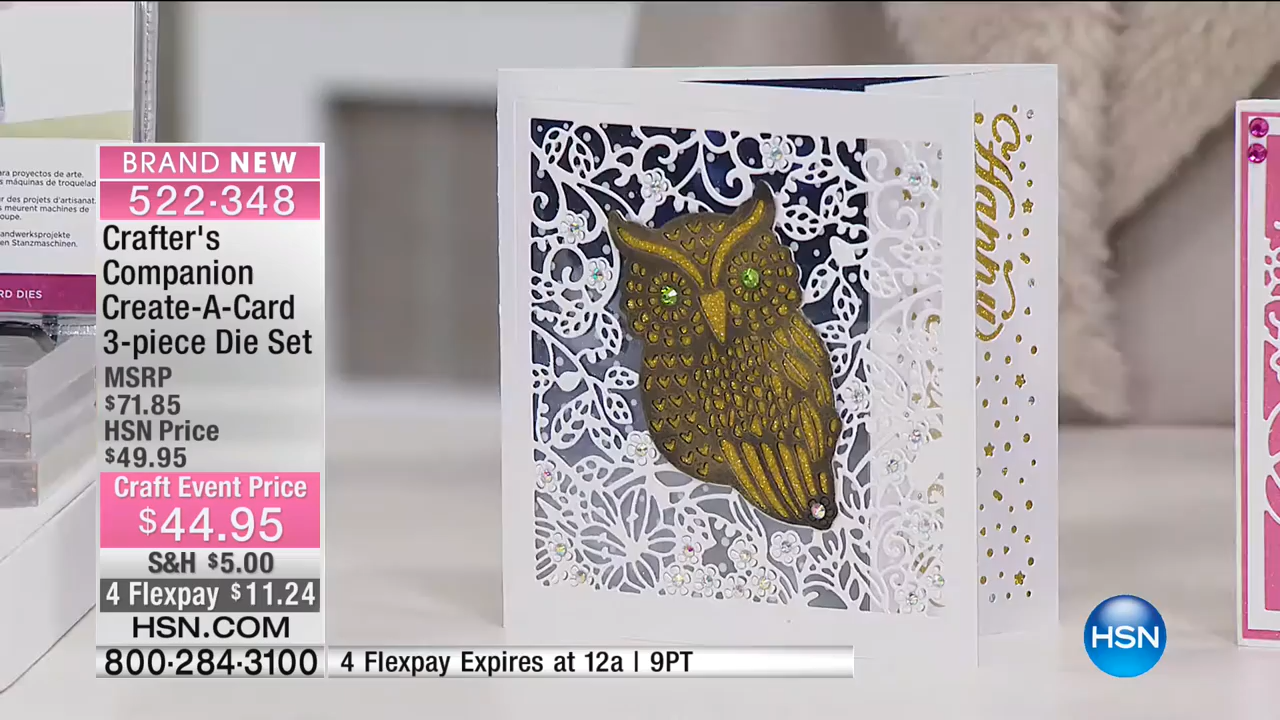 ara proyectos de arte.
s máquinas de troquelad
r des projets d'artisanat.
s meurent machines de
oupe.
andwerksprojekte
en Stanzmaschinen.
RD DIES
BRAND NEW
522-348
Crafter's
Companion
Create-A-Card
3-piece Die Set
MSRP
$71.85
HSN Price
$49.95
Craft Event Price
$44.95
S&H $5.00
4 Flexpay $11.24
HSN.COM
800-284-3100
4 Flexpay Expires at 12a | 9PT
HSN